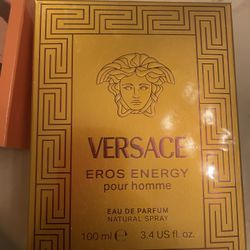 VERSACE
EROS ENERGY
pour homme
EAU DE PARFUM
NATURAL SPRAY
100 ml ℮ 3.4 US fl. oz.